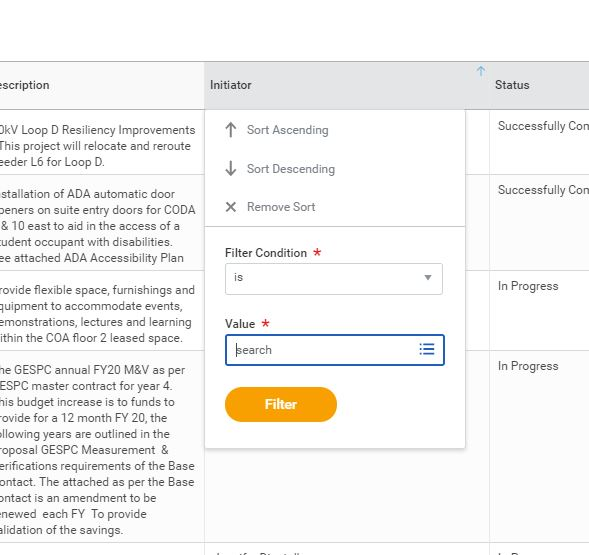 escription
Initiator
Status
0kV Loop D Resiliency Improvements
This project will relocate and reroute
eeder L6 for Loop D.
Successfully Com
nstallation of ADA automatic door
peners on suite entry doors for CODA
& 10 east to aid in the access of a
tudent occupant with disabilities.
ee attached ADA Accessibility Plan
Successfully Com
rovide flexible space, furnishings and
quipment to accommodate events,
emonstrations, lectures and learning
ithin the COA floor 2 leased space.
In Progress
he GESPC annual FY20 M&V as per
ESPC master contract for year 4.
his budget increase is to funds to
rovide for a 12 month FY 20, the
ollowing years are outlined in the
roposal GESPC Measurement &
erifications requirements of the Base
ontact. The attached as per the Base
ontact is an amendment to be
enewed each FY To provide
alidation of the savings.
In Progress
Sort Ascending
Sort Descending
Remove Sort
Filter Condition *
is
Value *
search
Filter